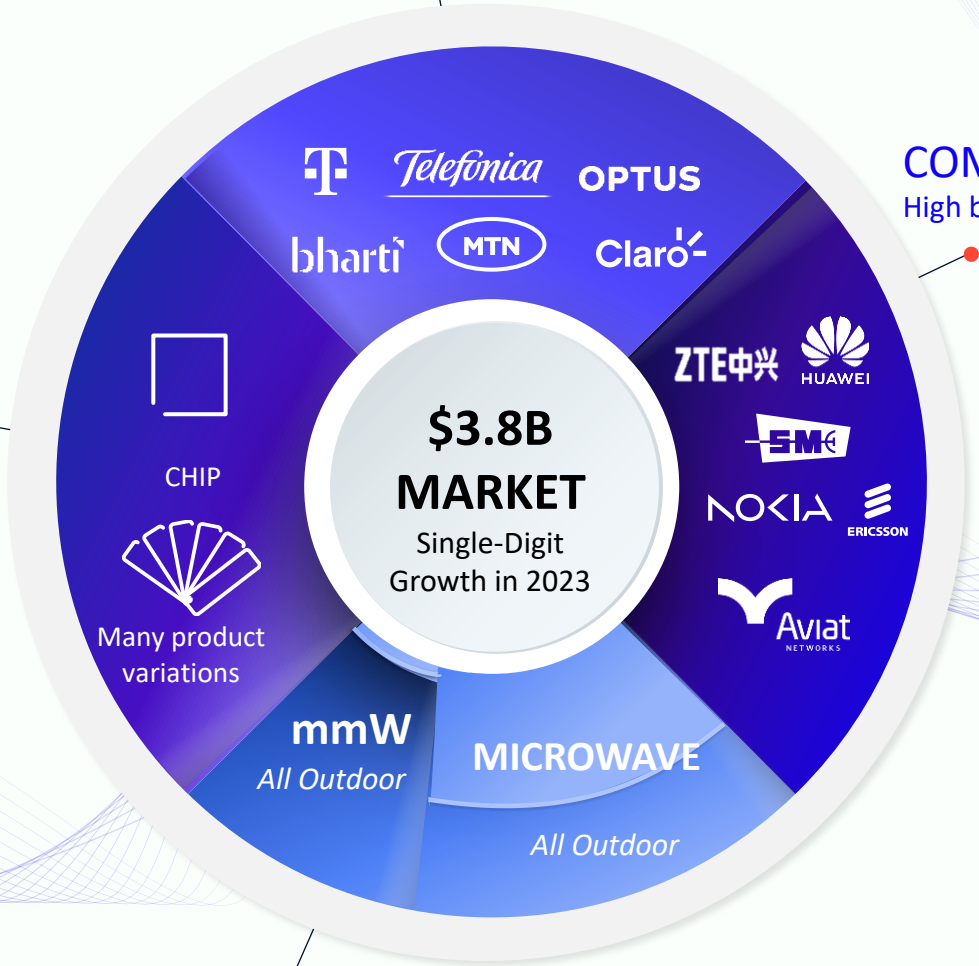 T
Telefónica
OPTUS
bharti
MTN
Claro
COM
High b
ZTE中兴
HUAWEI
SM
NOKIA
ERICSSON
AVIAT
NETWORKS
CHIP
Many product
variations
$3.8B
MARKET
Single-Digit
Growth in 2023
mmW
All Outdoor
MICROWAVE
All Outdoor